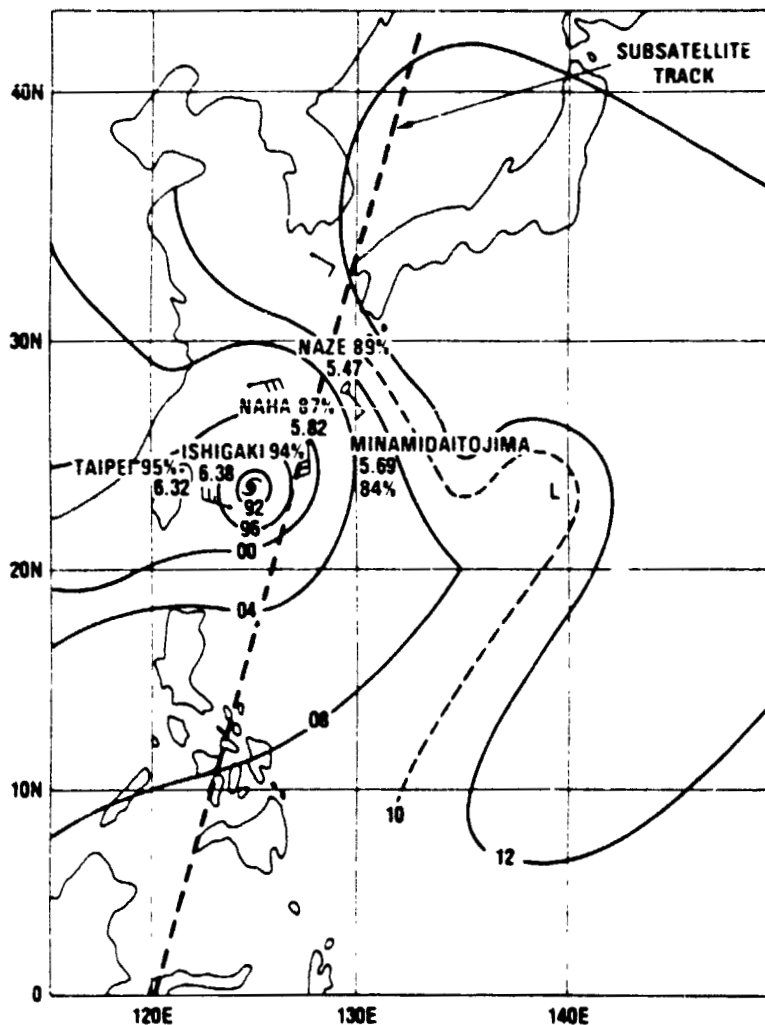 SUBSATELLITE
TRACK
40N
30N
NAZE 89%
5.47
NAHA 87%
5.82
ISHIGAKI 94%
6.38
TAIPEI 95%
6.32
MINAMIDAITOJIMA
5.69
84%
L
92
96
00
20N
04
08
10N
10
12
0
120E
130E
140E